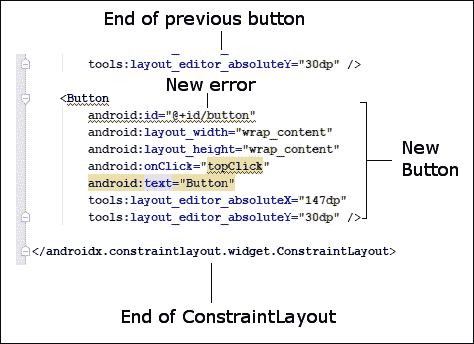 End of previous button
tools:layout_editor_absoluteY="30dp" />
New error
<Button
android:id="@+id/button"
android:layout_width="wrap_content"
android:layout_height="wrap_content"
android:onClick="topClick"
android:text="Button"
tools:layout_editor_absoluteX="147dp"
tools:layout_editor_absoluteY="30dp" />
New
Button
</androidx.constraintlayout.widget.ConstraintLayout>
End of ConstraintLayout